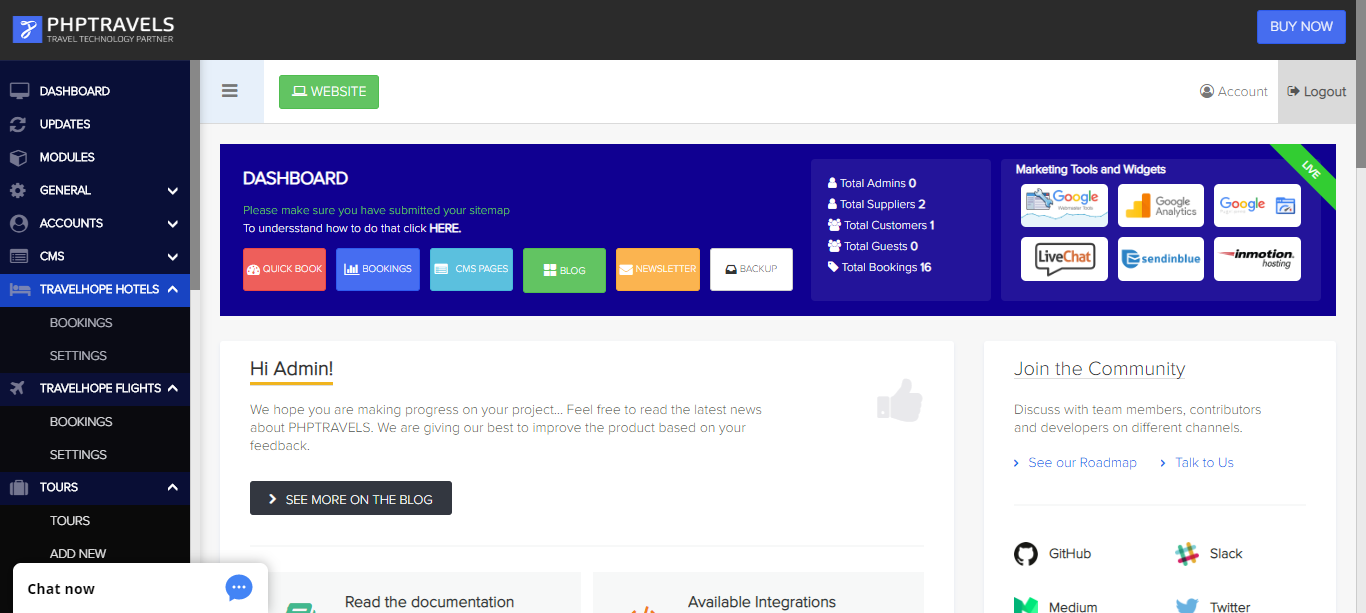 PHPTRAVELS
TRAVEL TECHNOLOGY PARTNER
BUY NOW
DASHBOARD
UPDATES
MODULES
GENERAL
ACCOUNTS
CMS
TRAVELHOPE HOTELS
BOOKINGS
SETTINGS
TRAVELHOPE FLIGHTS
BOOKINGS
SETTINGS
TOURS
TOURS
ADD NEW
Chat now
WEBSITE
Account
Logout
DASHBOARD
Please make sure you have submitted your sitemap
To undersstand how to do that click HERE.
QUICK BOOK
BOOKINGS
CMS PAGES
BLOG
NEWSLETTER
BACKUP
Total Admins 0
Total Suppliers 2
Total Customers 1
Total Guests 0
Total Bookings 16
Marketing Tools and Widgets
LIVE
Google
Webmaster Tools
Google
Analytics
Google
LiveChat
sendinblue
inmotion
hosting
Hi Admin!
We hope you are making progress on your project... Feel free to read the latest news
about PHPTRAVELS. We are giving our best to improve the product based on your
feedback.
SEE MORE ON THE BLOG
Read the documentation
Available Integrations
Join the Community
Discuss with team members, contributors
and developers on different channels.
See our Roadmap
Talk to Us
GitHub
Slack
Medium
Twitter